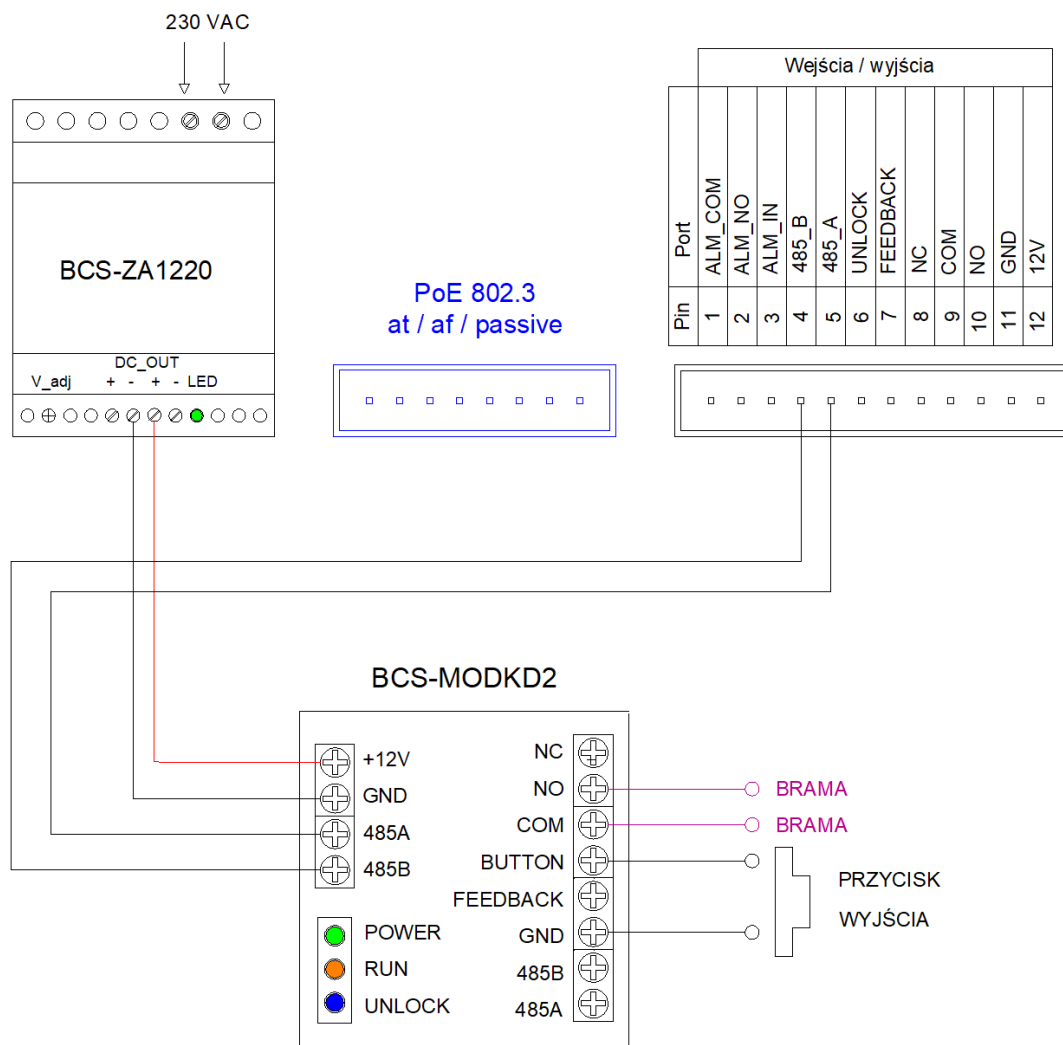 230 VAC
BCS-ZA1220
DC_OUT
V_adj + - + - LED
PoE 802.3
at / af / passive
Wejścia / wyjścia
Port
ALM_COM
ALM_NO
ALM_IN
485_B
485_A
UNLOCK
FEEDBACK
NC
COM
NO
GND
12V
Pin
1
2
3
4
5
6
7
8
9
10
11
12
BCS-MODKD2
+12V
GND
485A
485B
POWER
RUN
UNLOCK
NC
NO
COM
BUTTON
FEEDBACK
GND
485B
485A
BRAMA
BRAMA
PRZYCISK
WYJŚCIA